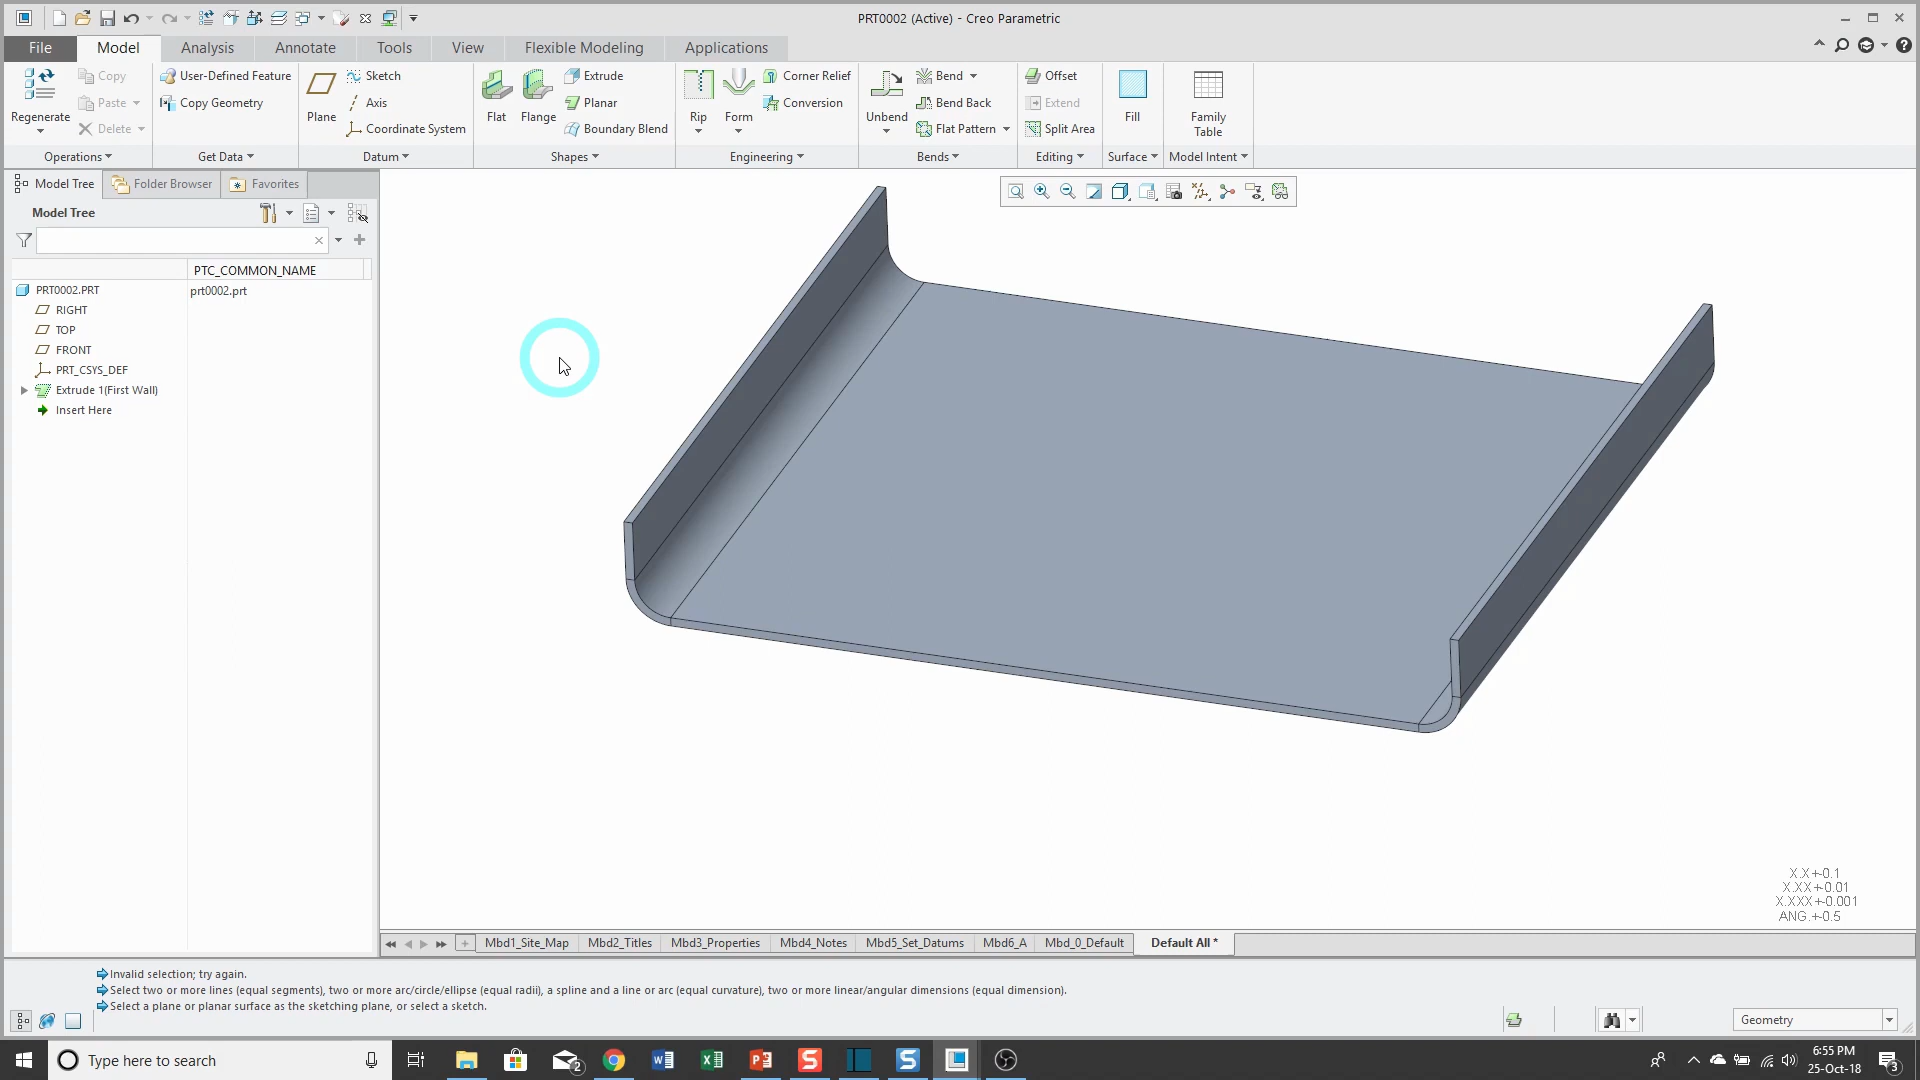 PRT0002 (Active) - Creo Parametric
File Model Analysis Annotate Tools View Flexible Modeling Applications
Regenerate
Copy
Paste
Delete
Operations
User-Defined Feature
Copy Geometry
Get Data
Plane
Sketch
Axis
Coordinate System
Datum
Flat
Flange
Extrude
Planar
Boundary Blend
Shapes
Rip
Form
Corner Relief
Conversion
Engineering
Unbend
Bend
Bend Back
Flat Pattern
Bends
Offset
Extend
Split Area
Editing
Fill
Surface
Family
Table
Model Intent
Model Tree Folder Browser Favorites
Model Tree
PTC_COMMON_NAME
PRT0002.PRT prt0002.prt
RIGHT
TOP
FRONT
PRT_CSYS_DEF
Extrude 1(First Wall)
Insert Here
X.X+-0.1
X.XX+-0.01
X.XXX+-0.001
ANG.+-0.5
Mbd1_Site_Map Mbd2_Titles Mbd3_Properties Mbd4_Notes Mbd5_Set_Datums Mbd6_A Mbd_0_Default Default All *
Invalid selection; try again.
Select two or more lines (equal segments), two or more arc/circle/ellipse (equal radii), a spline and a line or arc (equal curvature), two or more linear/angular dimensions (equal dimension).
Select a plane or planar surface as the sketching plane, or select a sketch.
Geometry
Type here to search
2
6:55 PM
25-Oct-18
3